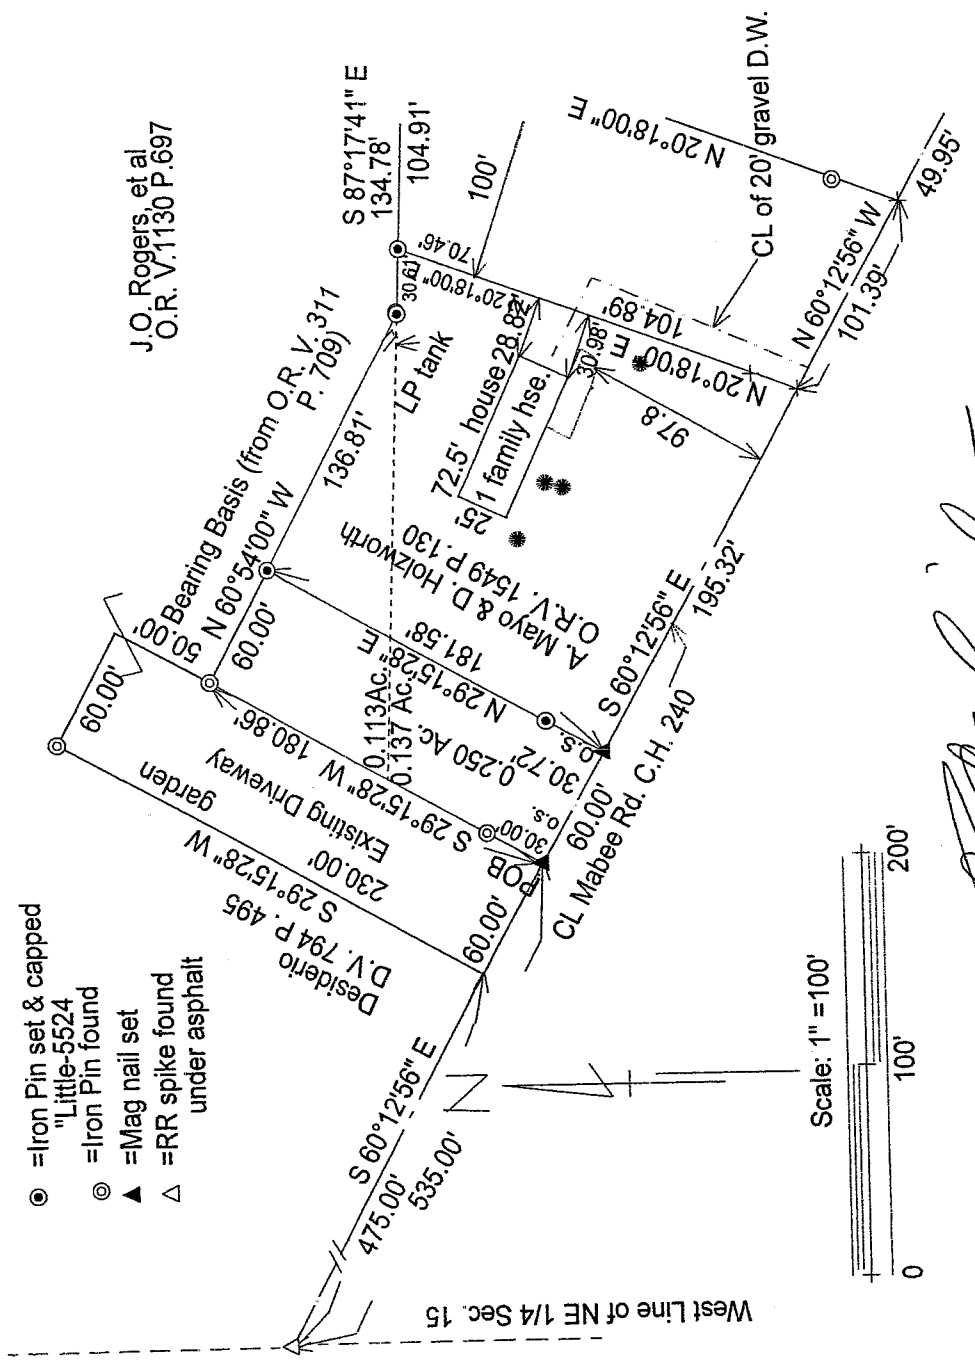 =Iron Pin set & capped
"Little-5524
=Iron Pin found
=Mag nail set
=RR spike found
under asphalt
J.O. Rogers, et al
O.R. V.1130 P.697
Bearing Basis (from O.R. V.311
P. 709)
S 87°17'41" E
134.78'
104.91'
30.61'
70.46'
100'
N 20°18'00" E
N 60°54'00" W
136.81'
60.00'
50.00'
60.00'
LP tank
N 20°18'00" E
104.89'
CL of 20' gravel D.W.
N 60°12'56" W
101.39'
49.95'
72.5' house 28.82'
25' 1 family hse.
30.98'
97.8
A. Mayo & D. Holzworth
O.R.V. 1549 P.130
181.58'
N 29°15'28" E
0.250 Ac.
0.113Ac.
0.137 Ac.
180.86'
S 29°15'28" W
Existing Driveway
garden
230.00'
S 29°15'28" W
Desiderio
D.V. 794 P. 495
30.72'
o.s.
30.00'
o.s.
POB
60.00'
60.00'
S 60°12'56" E
195.32'
CL Mabee Rd. C.H. 240
S 60°12'56" E
475.00'
535.00'
N
West Line of NE 1/4 Sec. 15
Scale: 1" =100'
0
100'
200'
N 20°18'00" E